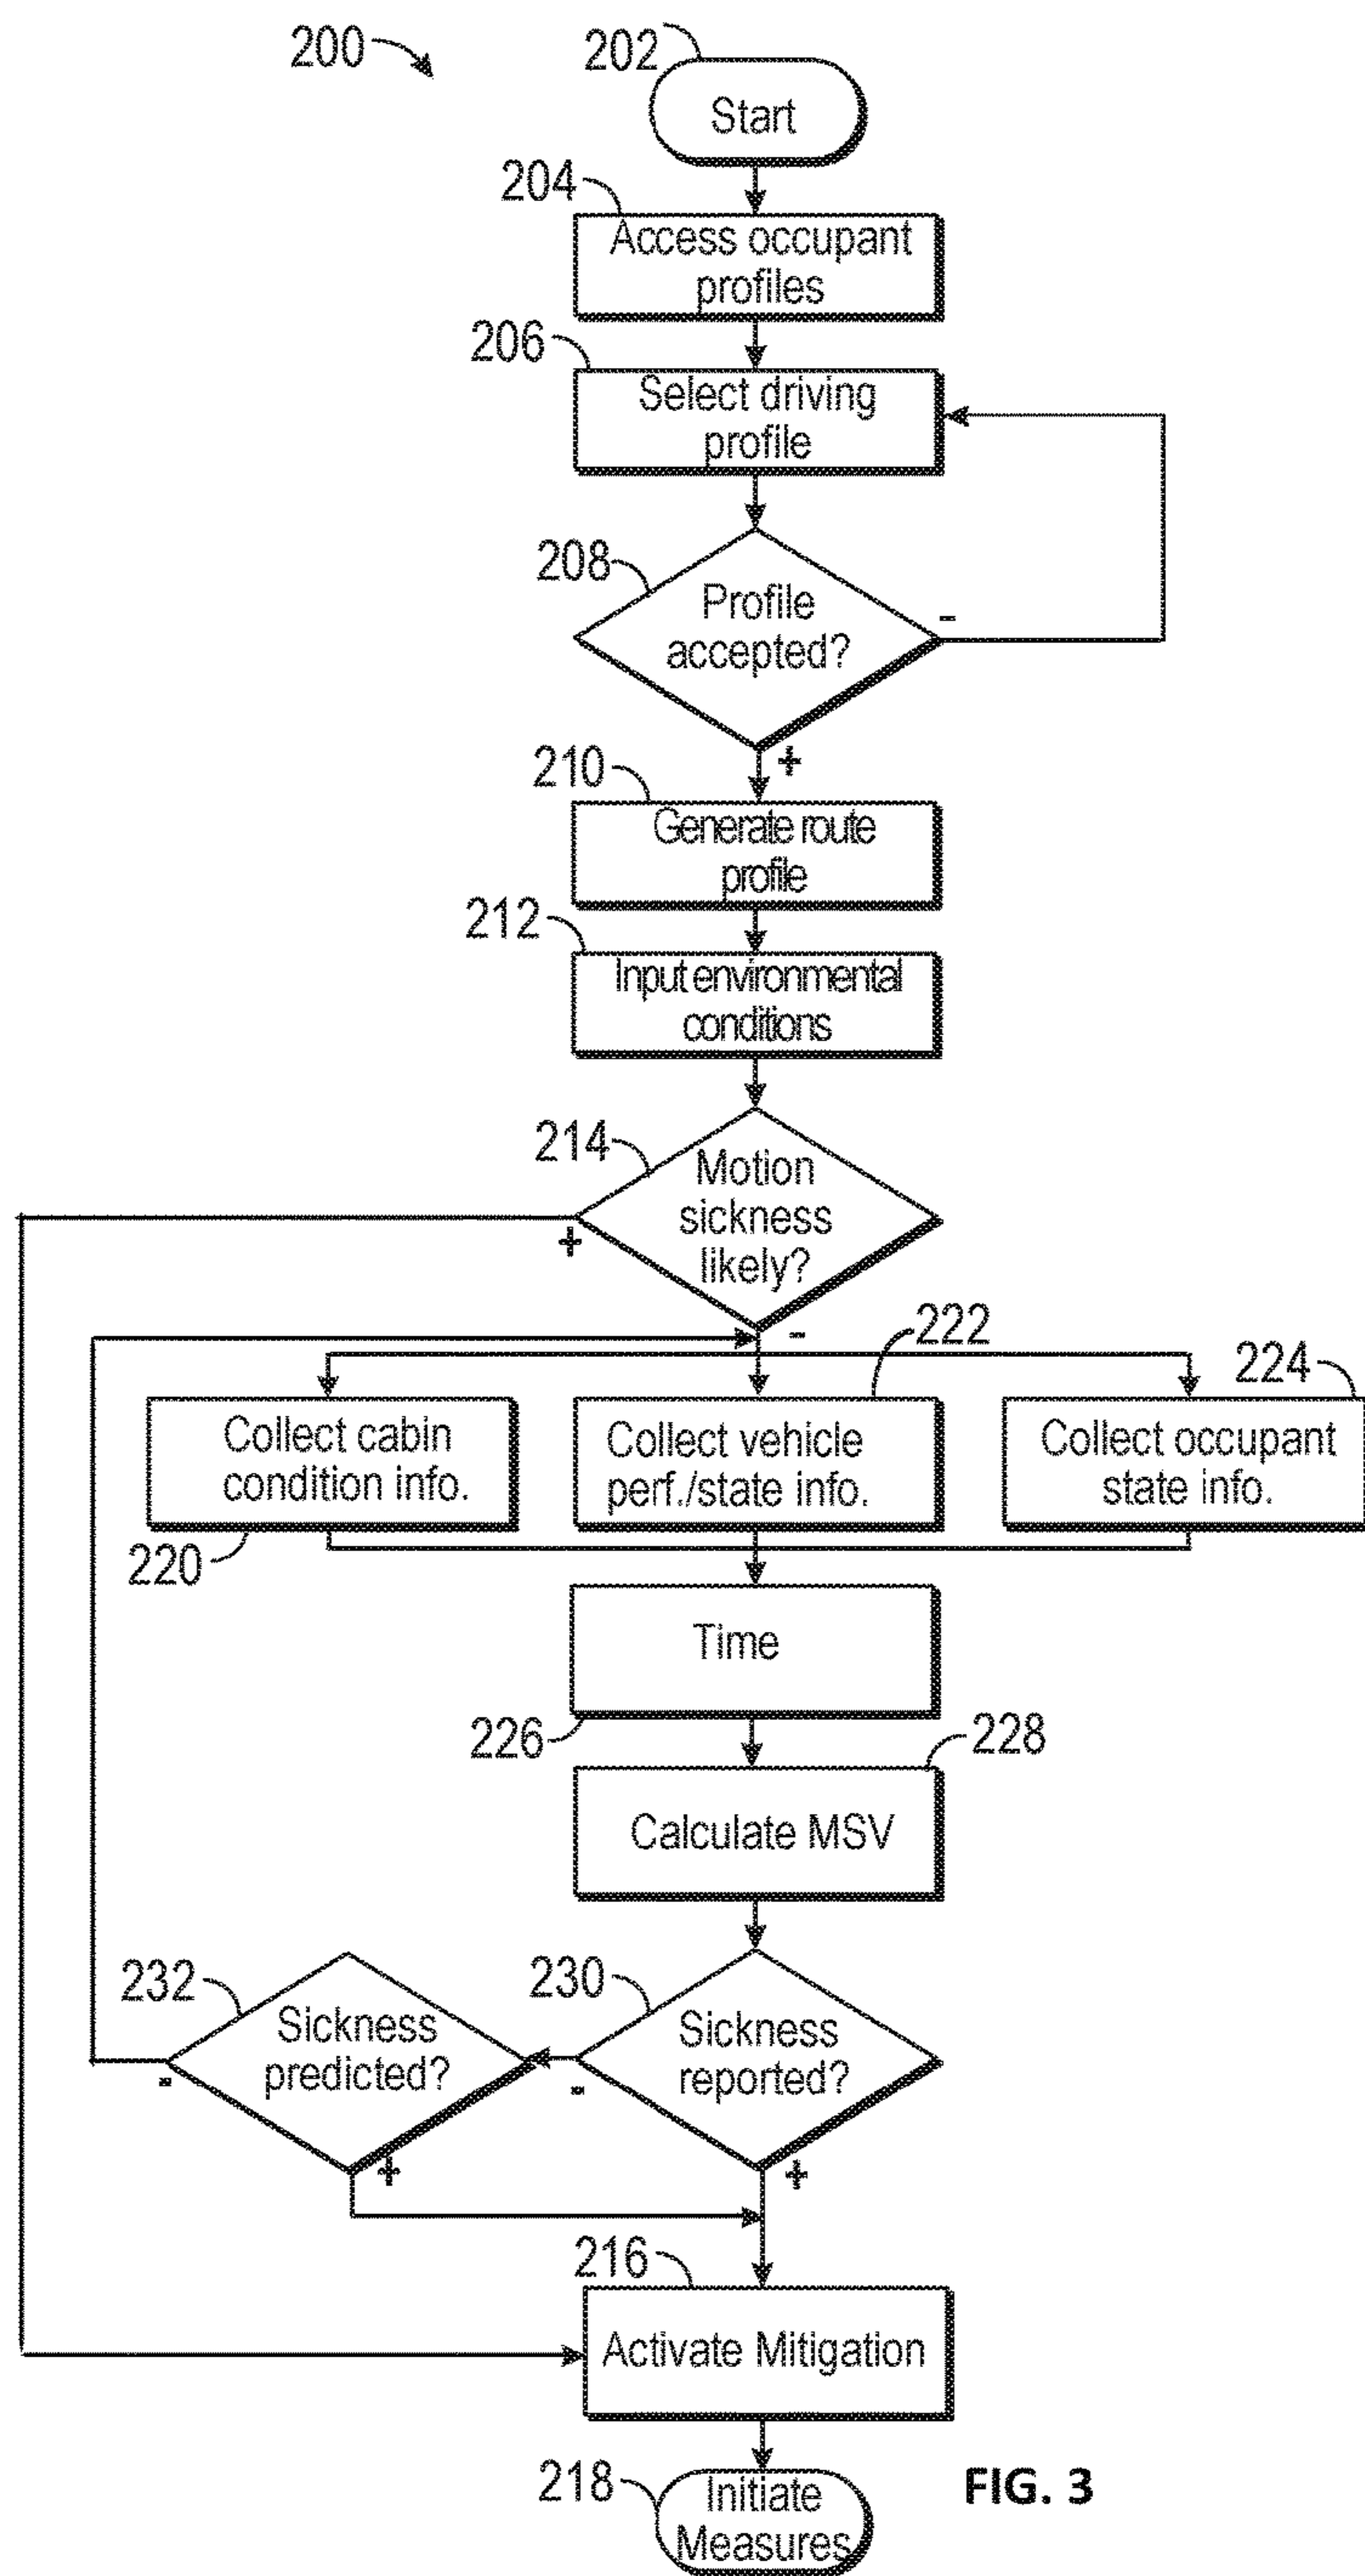 200
202
Start
204
Access occupant
profiles
206
Select driving
profile
208
Profile
accepted?
-
+
210
Generate route
profile
212
Input environmental
conditions
214
Motion
sickness
likely?
+
-
222
224
Collect cabin
condition info.
Collect vehicle
perf./state info.
Collect occupant
state info.
220
Time
226
228
Calculate MSV
232
230
Sickness
predicted?
Sickness
reported?
-
-
+
+
216
Activate Mitigation
218
Initiate
Measures
FIG. 3